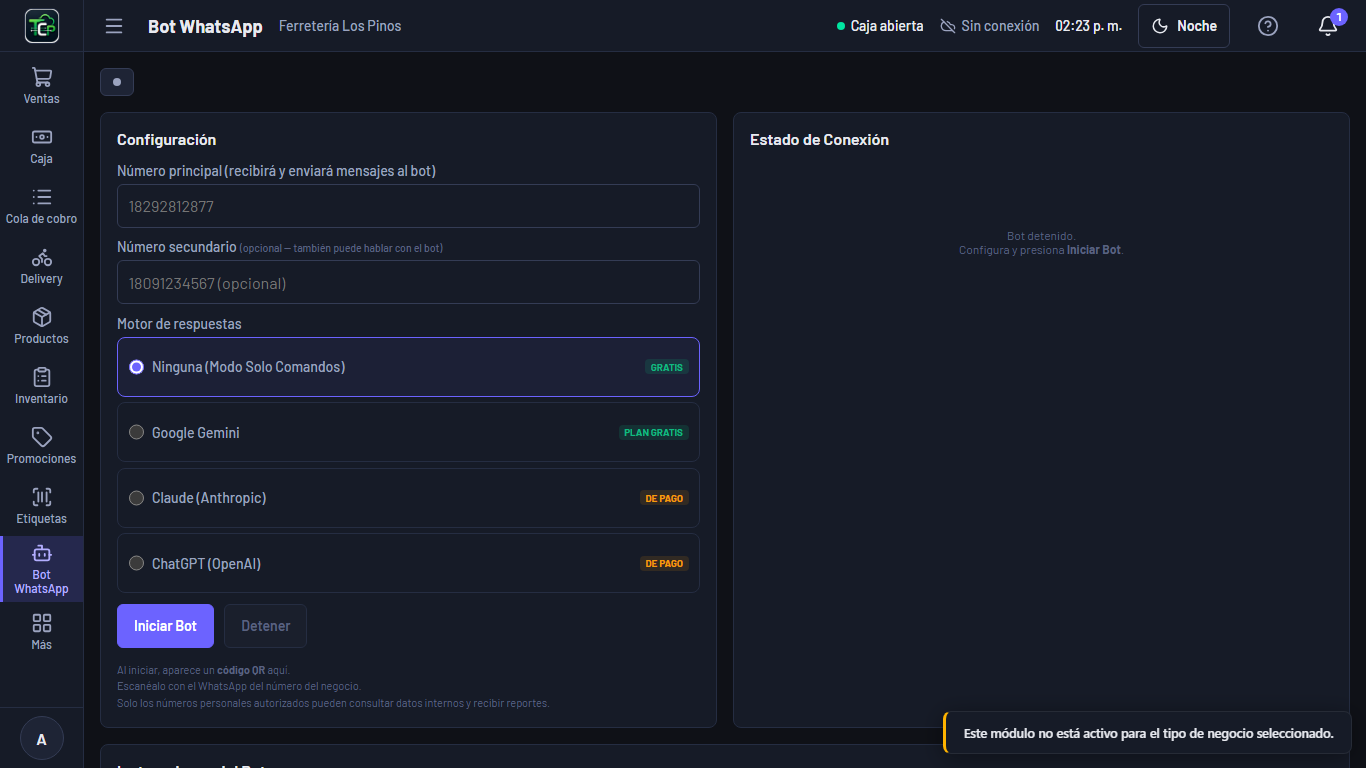 TCP
Bot WhatsApp
Ferretería Los Pinos
Caja abierta
Sin conexión
02:23 p. m.
Noche
1
Ventas
Caja
Cola de cobro
Delivery
Productos
Inventario
Promociones
Etiquetas
Bot
WhatsApp
Más
A
Configuración
Número principal (recibirá y enviará mensajes al bot)
18292812877
Número secundario (opcional — también puede hablar con el bot)
18091234567 (opcional)
Motor de respuestas
Ninguna (Modo Solo Comandos)
GRATIS
Google Gemini
PLAN GRATIS
Claude (Anthropic)
DE PAGO
ChatGPT (OpenAI)
DE PAGO
Iniciar Bot
Detener
Al iniciar, aparece un código QR aquí.
Escanéalo con el WhatsApp del número del negocio.
Solo los números personales autorizados pueden consultar datos internos y recibir reportes.
Estado de Conexión
Bot detenido.
Configura y presiona Iniciar Bot.
Este módulo no está activo para el tipo de negocio seleccionado.